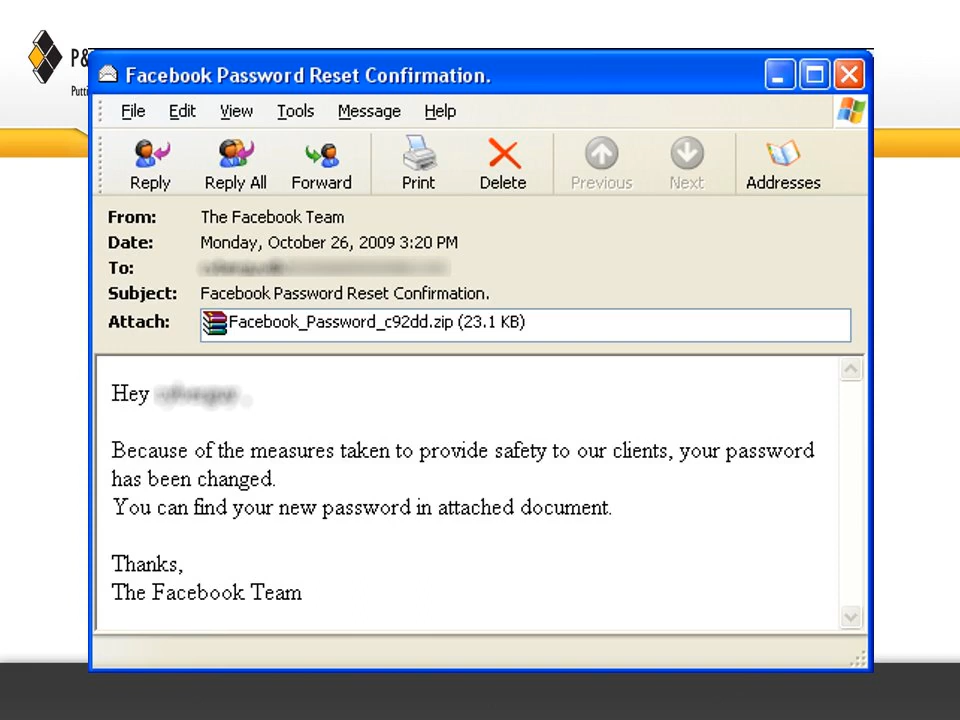 P&
Putti
Facebook Password Reset Confirmation.
File Edit View Tools Message Help
Reply Reply All Forward Print Delete Previous Next Addresses
From: The Facebook Team
Date: Monday, October 26, 2009 3:20 PM
To:
Subject: Facebook Password Reset Confirmation.
Attach: Facebook_Password_c92dd.zip (23.1 KB)
Hey
Because of the measures taken to provide safety to our clients, your password
has been changed.
You can find your new password in attached document.
Thanks,
The Facebook Team